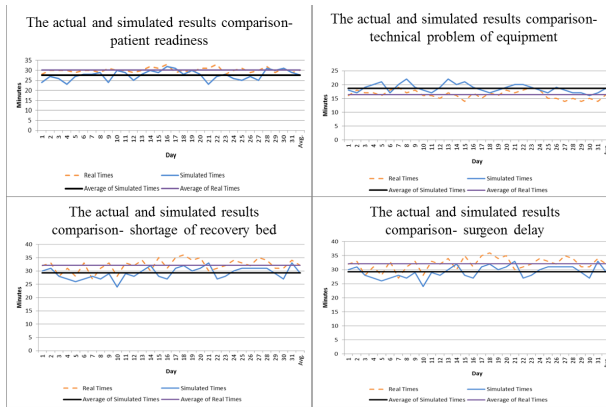 The actual and simulated results comparison-
patient readiness
Minutes
35
30
25
20
15
10
5
0
1 2 3 4 5 6 7 8 9 10 11 12 13 14 15 16 17 18 19 20 21 22 23 24 25 26 27 28 29 30 31 Avg.
Day
Real Times
Simulated Times
Average of Simulated Times
Average of Real Times
The actual and simulated results comparison-
technical problem of equipment
Minutes
25
20
15
10
5
0
1 2 3 4 5 6 7 8 9 10 11 12 13 14 15 16 17 18 19 20 21 22 23 24 25 26 27 28 29 30 31 Avg.
Day
Real Times
Simulated Times
Average of Simulated Times
Average of Real Times
The actual and simulated results
comparison- shortage of recovery bed
Minutes
40
35
30
25
20
15
10
5
0
1 2 3 4 5 6 7 8 9 10 11 12 13 14 15 16 17 18 19 20 21 22 23 24 25 26 27 28 29 30 31 Avg.
Day
Real Times
Simulated Times
Average of Simulated Times
Average of Real Times
The actual and simulated results
comparison- surgeon delay
Minutes
40
35
30
25
20
15
10
5
0
1 2 3 4 5 6 7 8 9 10 11 12 13 14 15 16 17 18 19 20 21 22 23 24 25 26 27 28 29 30 31 Avg.
Day
Real Times
Simulated Times
Average of Simulated Times
Average of Real Times